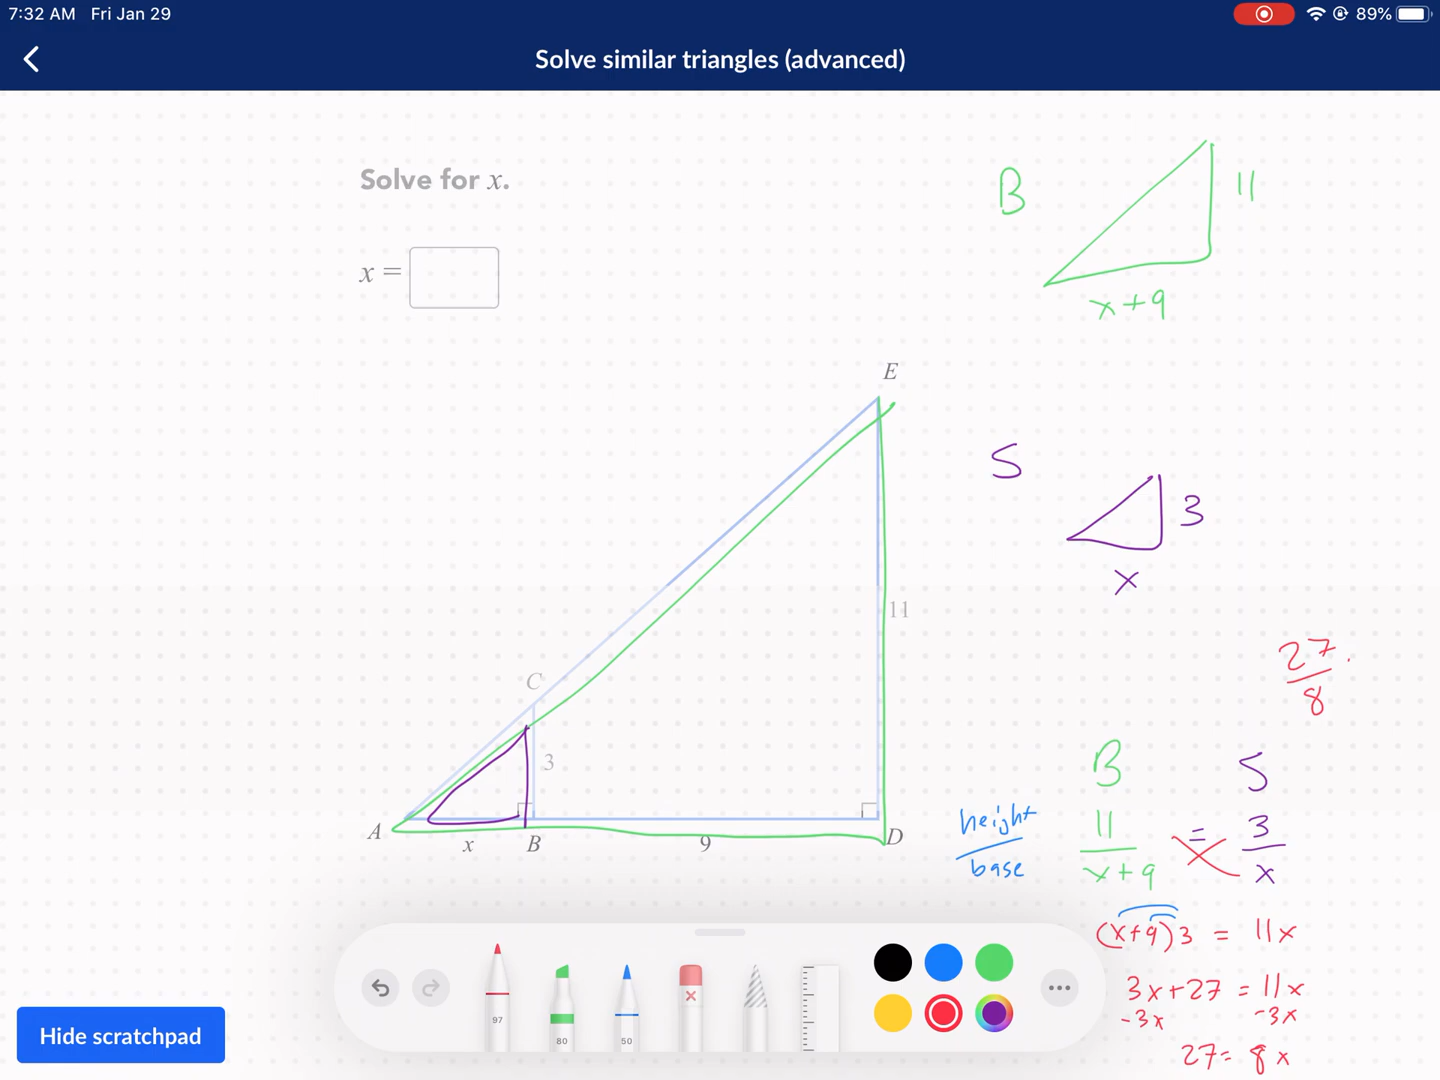 7:32 AM Fri Jan 29
89%
Solve similar triangles (advanced)
Solve for x.
x =
B
11
x+9
E
S
3
x
11
C
3
27/8
A
x
B
9
D
B
S
height/base
11/x+9 = 3/x
(x+9)3 = 11x
3x+27 = 11x
-3x -3x
27= 8x
97
80
50
Hide scratchpad